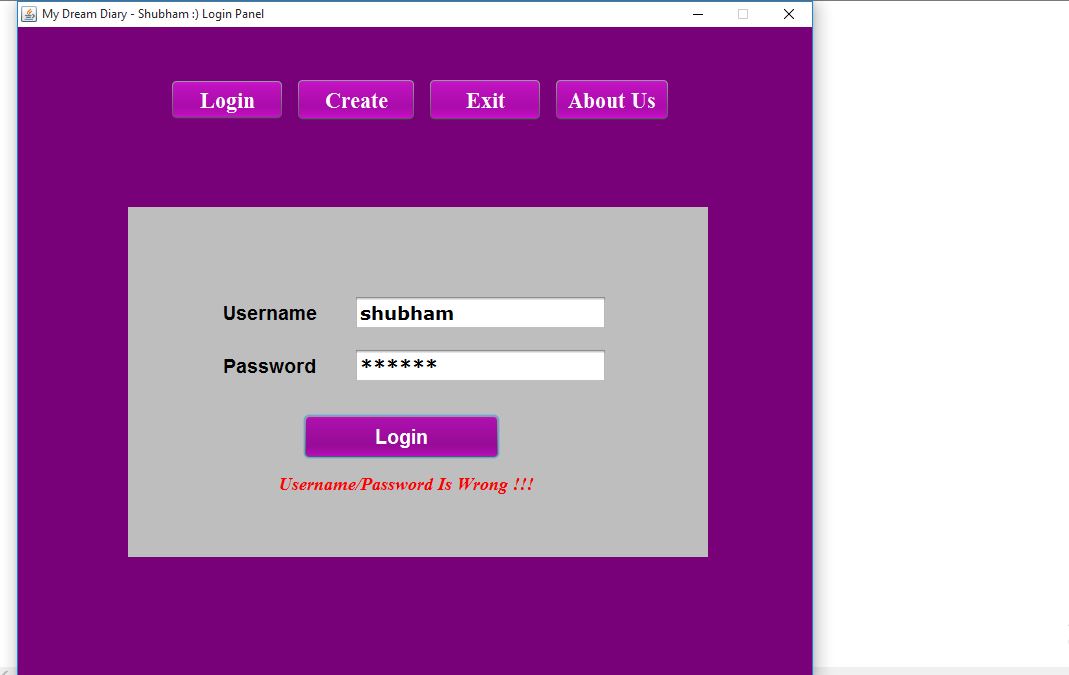 My Dream Diary - Shubham :) Login Panel
Login Create Exit About Us
Username shubham
Password ******
Login
Username/Password Is Wrong !!!